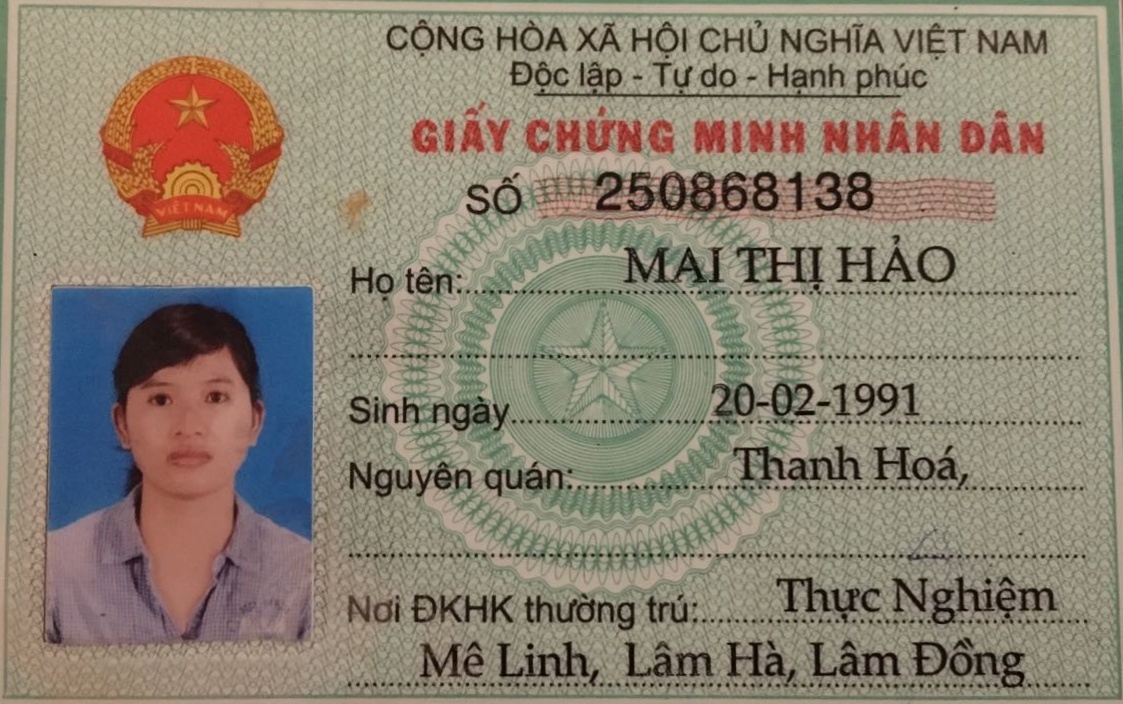 CỘNG HÒA XÃ HỘI CHỦ NGHĨA VIỆT NAM
Độc lập - Tự do - Hạnh phúc
GIẤY CHỨNG MINH NHÂN DÂN
SỐ 250868138
VIỆT NAM
Họ tên: MAI THỊ HẢO
Sinh ngày 20-02-1991
Nguyên quán: Thanh Hoá,
Nơi ĐKHK thường trú: Thực Nghiệm
Mê Linh, Lâm Hà, Lâm Đồng